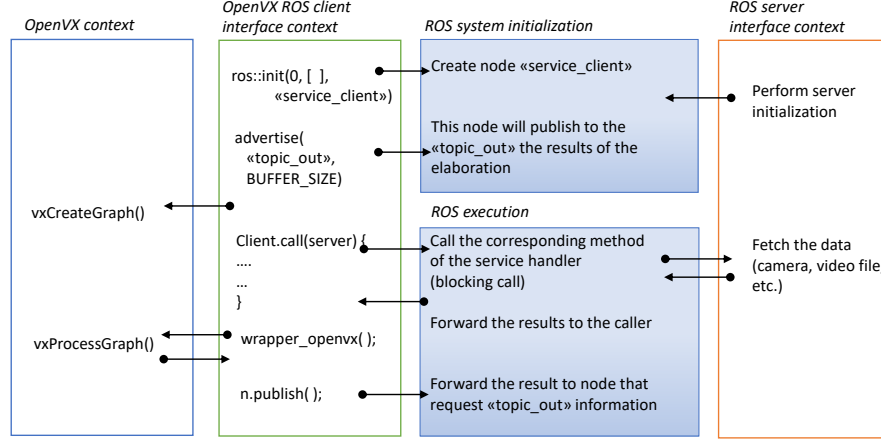 OpenVX context
OpenVX ROS client
interface context
ROS system initialization
ROS server
interface context
ros::init(0, [ ],
«service_client»)
Create node «service_client»
Perform server
initialization
advertise(
«topic_out»,
BUFFER_SIZE)
This node will publish to the
«topic_out» the results of the
elaboration
vxCreateGraph()
ROS execution
Client.call(server) {
....
...
}
Call the corresponding method
of the service handler
(blocking call)
Fetch the data
(camera, video file,
etc.)
Forward the results to the caller
vxProcessGraph()
wrapper_openvx( );
n.publish( );
Forward the result to node that
request «topic_out» information